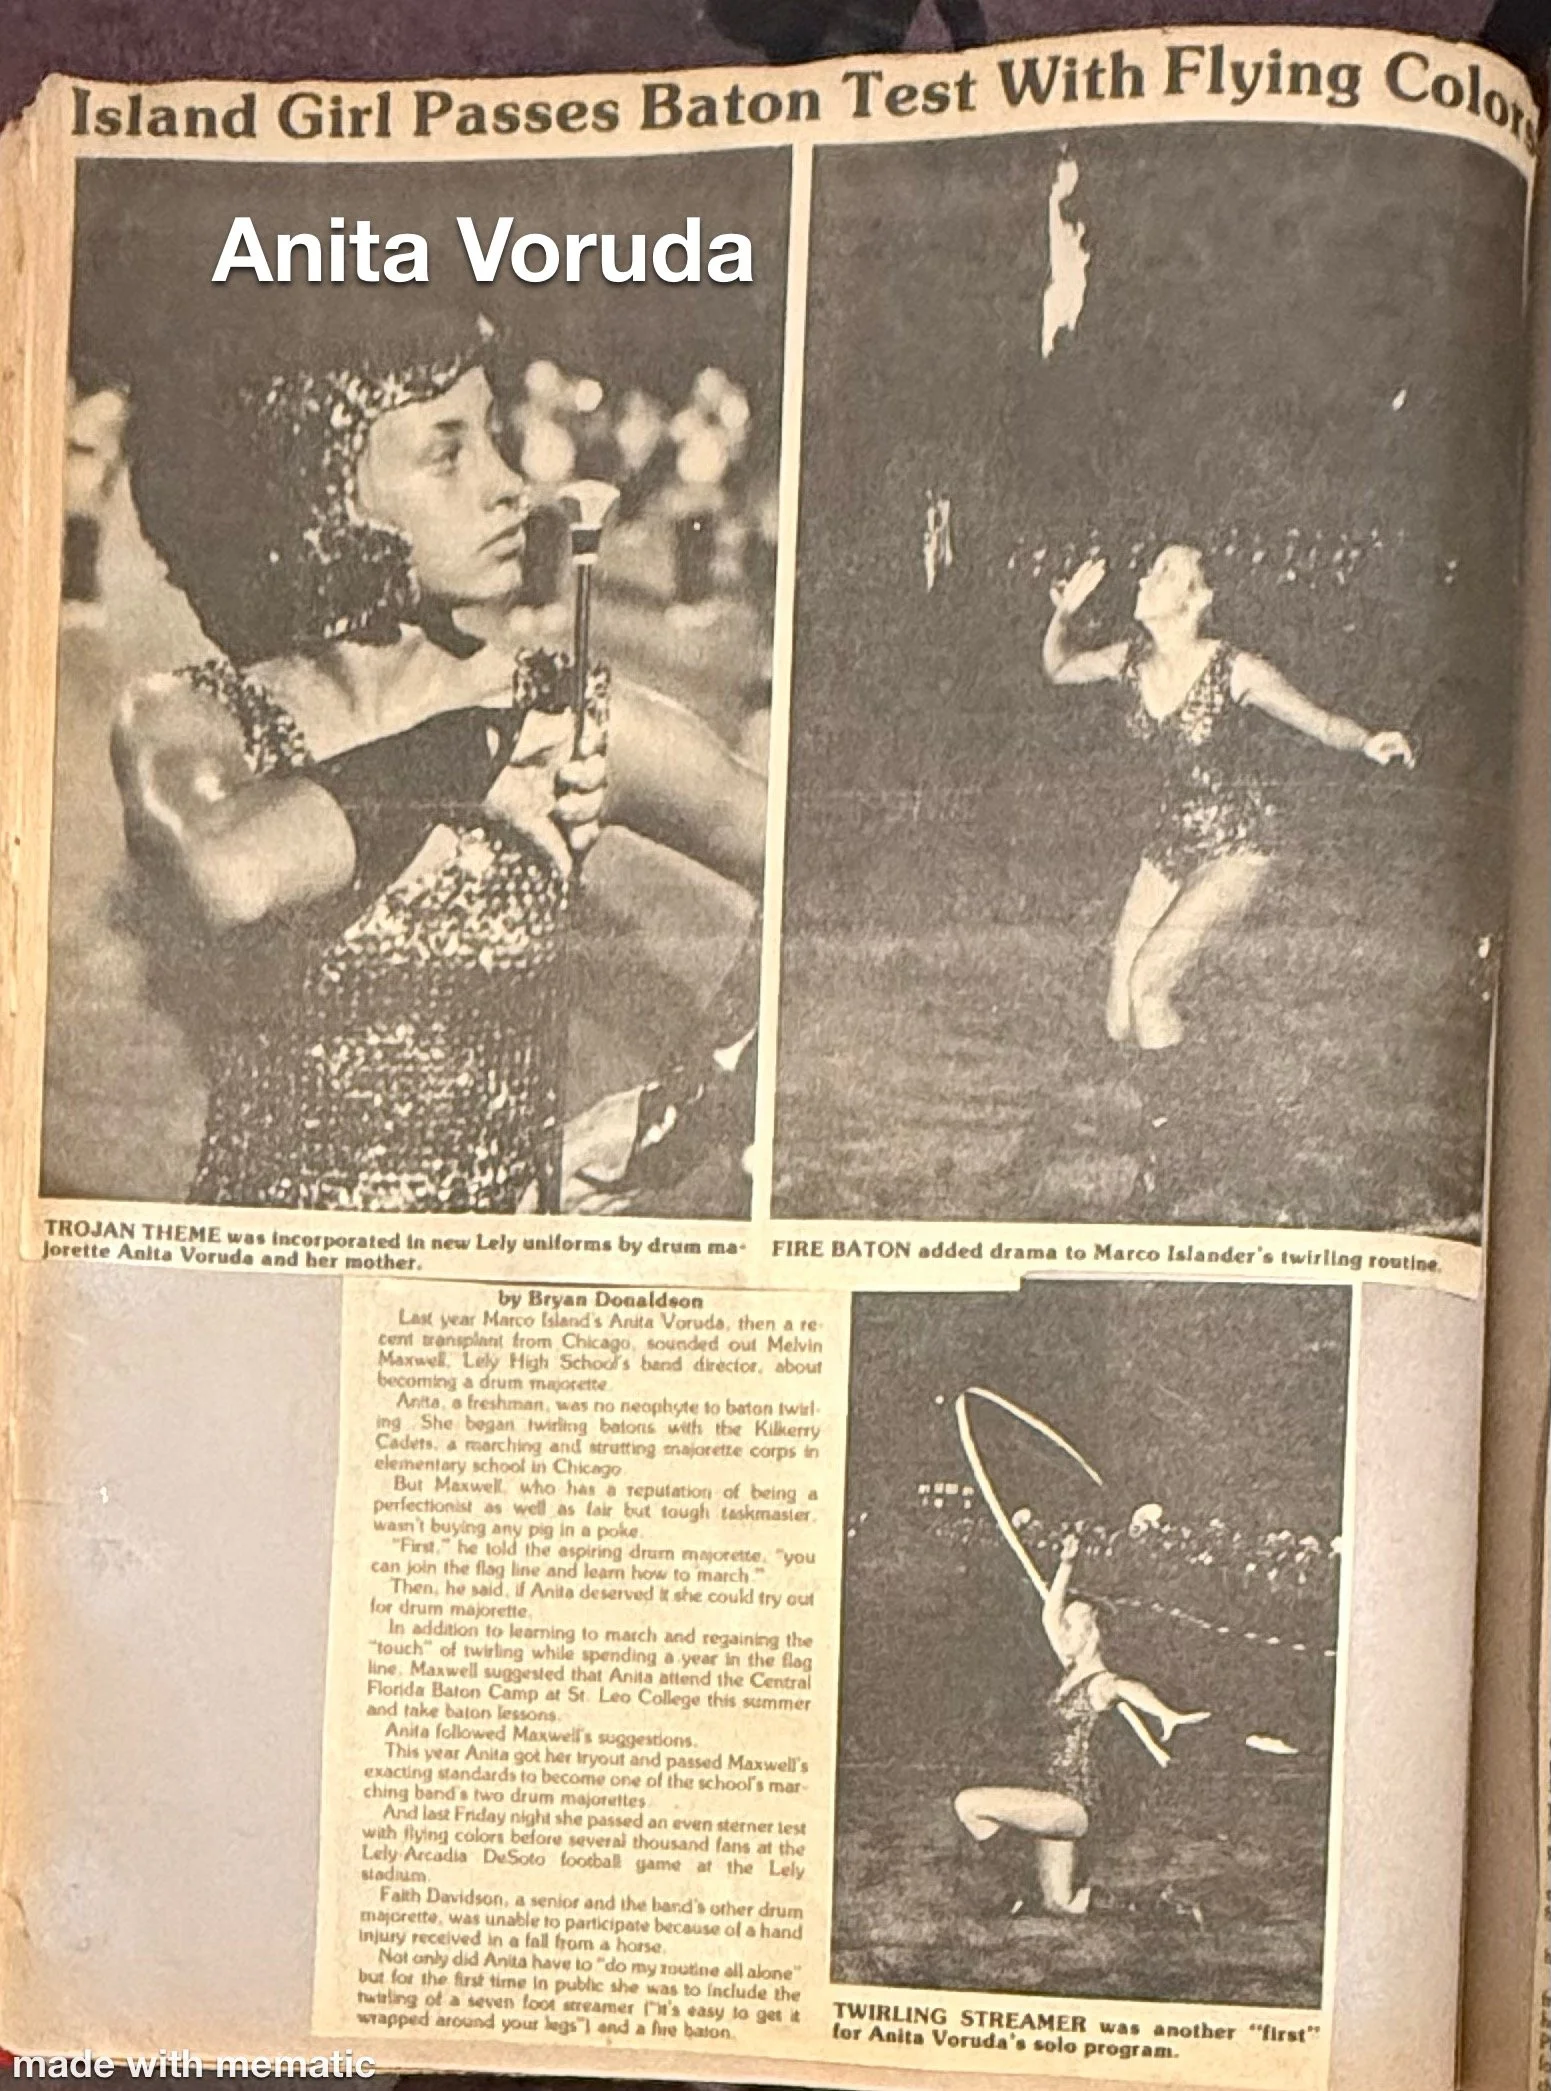 Island Girl Passes Baton Test With Flying Colors
Anita Voruda
TROJAN THEME was incorporated in new Lely uniforms by drum ma-
jorette Anita Voruda and her mother.
FIRE BATON added drama to Marco Islander's twirling routine.
by Bryan Donaldson
Last year Marco Island's Anita Voruda, then a re-
cent transplant from Chicago, sounded out Melvin
Maxwell, Lely High School's band director, about
becoming a drum majorette.
Anita, a freshman, was no neophyte to baton twirl-
ing. She began twirling batons with the Kilkerry
Cadets, a marching and strutting majorette corps in
elementary school in Chicago.
But Maxwell, who has a reputation of being a
perfectionist as well as fair but tough taskmaster,
wasn't buying any pig in a poke.
"First," he told the aspiring drum majorette, "you
can join the flag line and learn how to march."
Then, he said, if Anita deserved it she could try out
for drum majorette.
In addition to learning to march and regaining the
"touch" of twirling while spending a year in the flag
line, Maxwell suggested that Anita attend the Central
Florida Baton Camp at St. Leo College this summer
and take baton lessons.
Anita followed Maxwell's suggestions.
This year Anita got her tryout and passed Maxwell's
exacting standards to become one of the school's mar-
ching band's two drum majorettes.
And last Friday night she passed an even sterner test
with flying colors before several thousand fans at the
Lely-Arcadia DeSoto football game at the Lely
stadium.
Faith Davidson, a senior and the band's other drum
majorette, was unable to participate because of a hand
injury received in a fall from a horse.
Not only did Anita have to "do my routine all alone"
but for the first time in public she was to include the
twirling of a seven foot streamer ("it's easy to get it
wrapped around your legs") and a fire baton.
TWIRLING STREAMER was another "first"
for Anita Voruda's solo program.
made with mematic